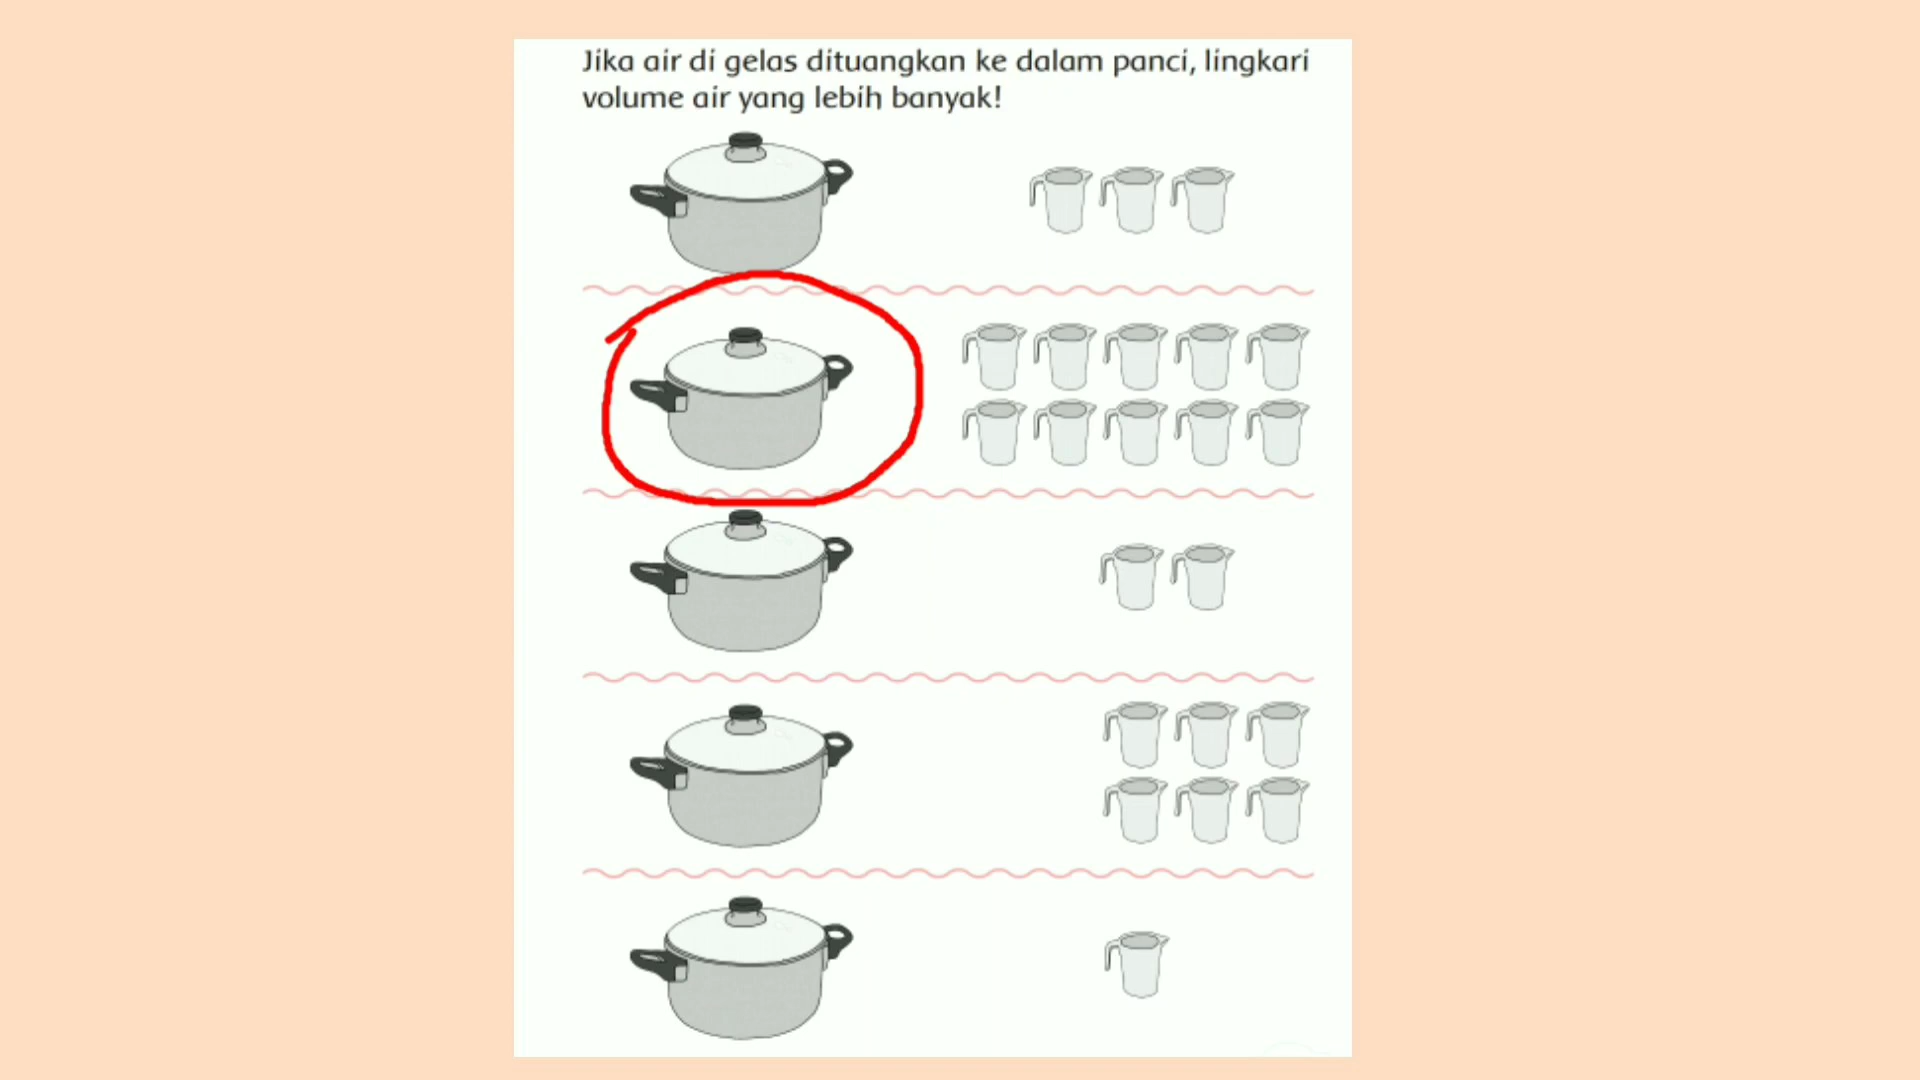 Jika air di gelas dituangkan ke dalam panci, lingkari
volume air yang lebih banyak!